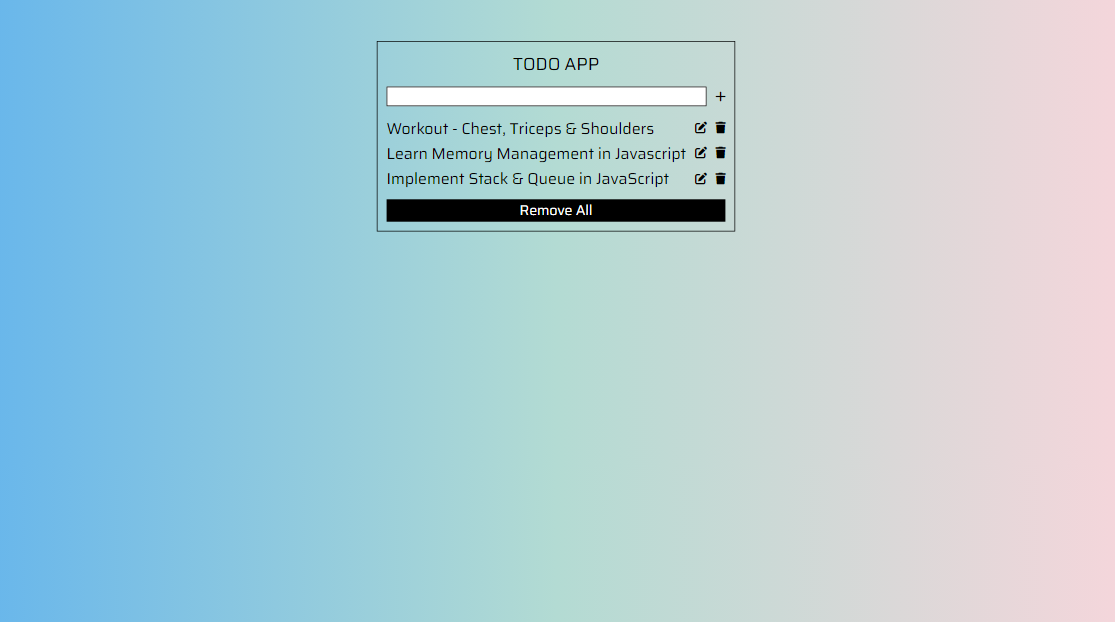 TODO APP
+
Workout - Chest, Triceps & Shoulders
Learn Memory Management in Javascript
Implement Stack & Queue in JavaScript
Remove All